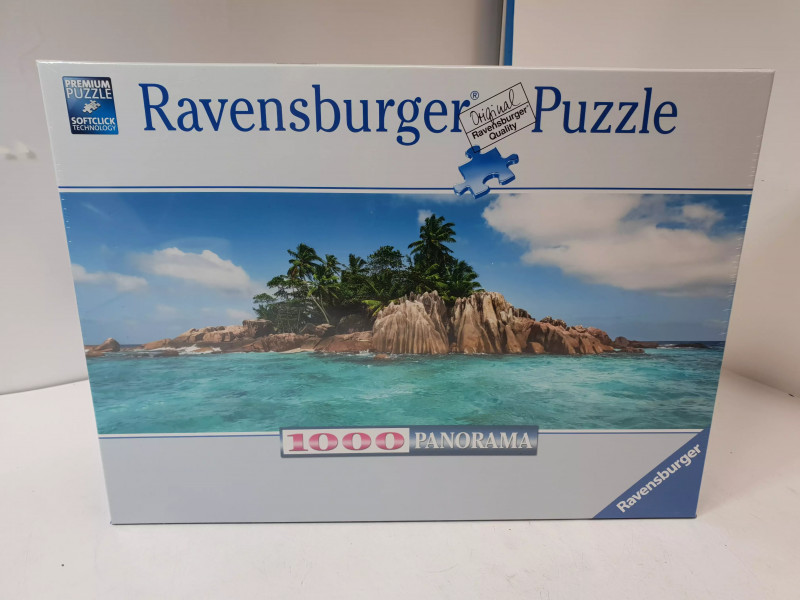 PREMIUM
PUZZLE
SOFTCLICK
TECHNOLOGY
Ravensburger® Puzzle
Original
Ravensburger
Quality
1000 PANORAMA
Ravensburger